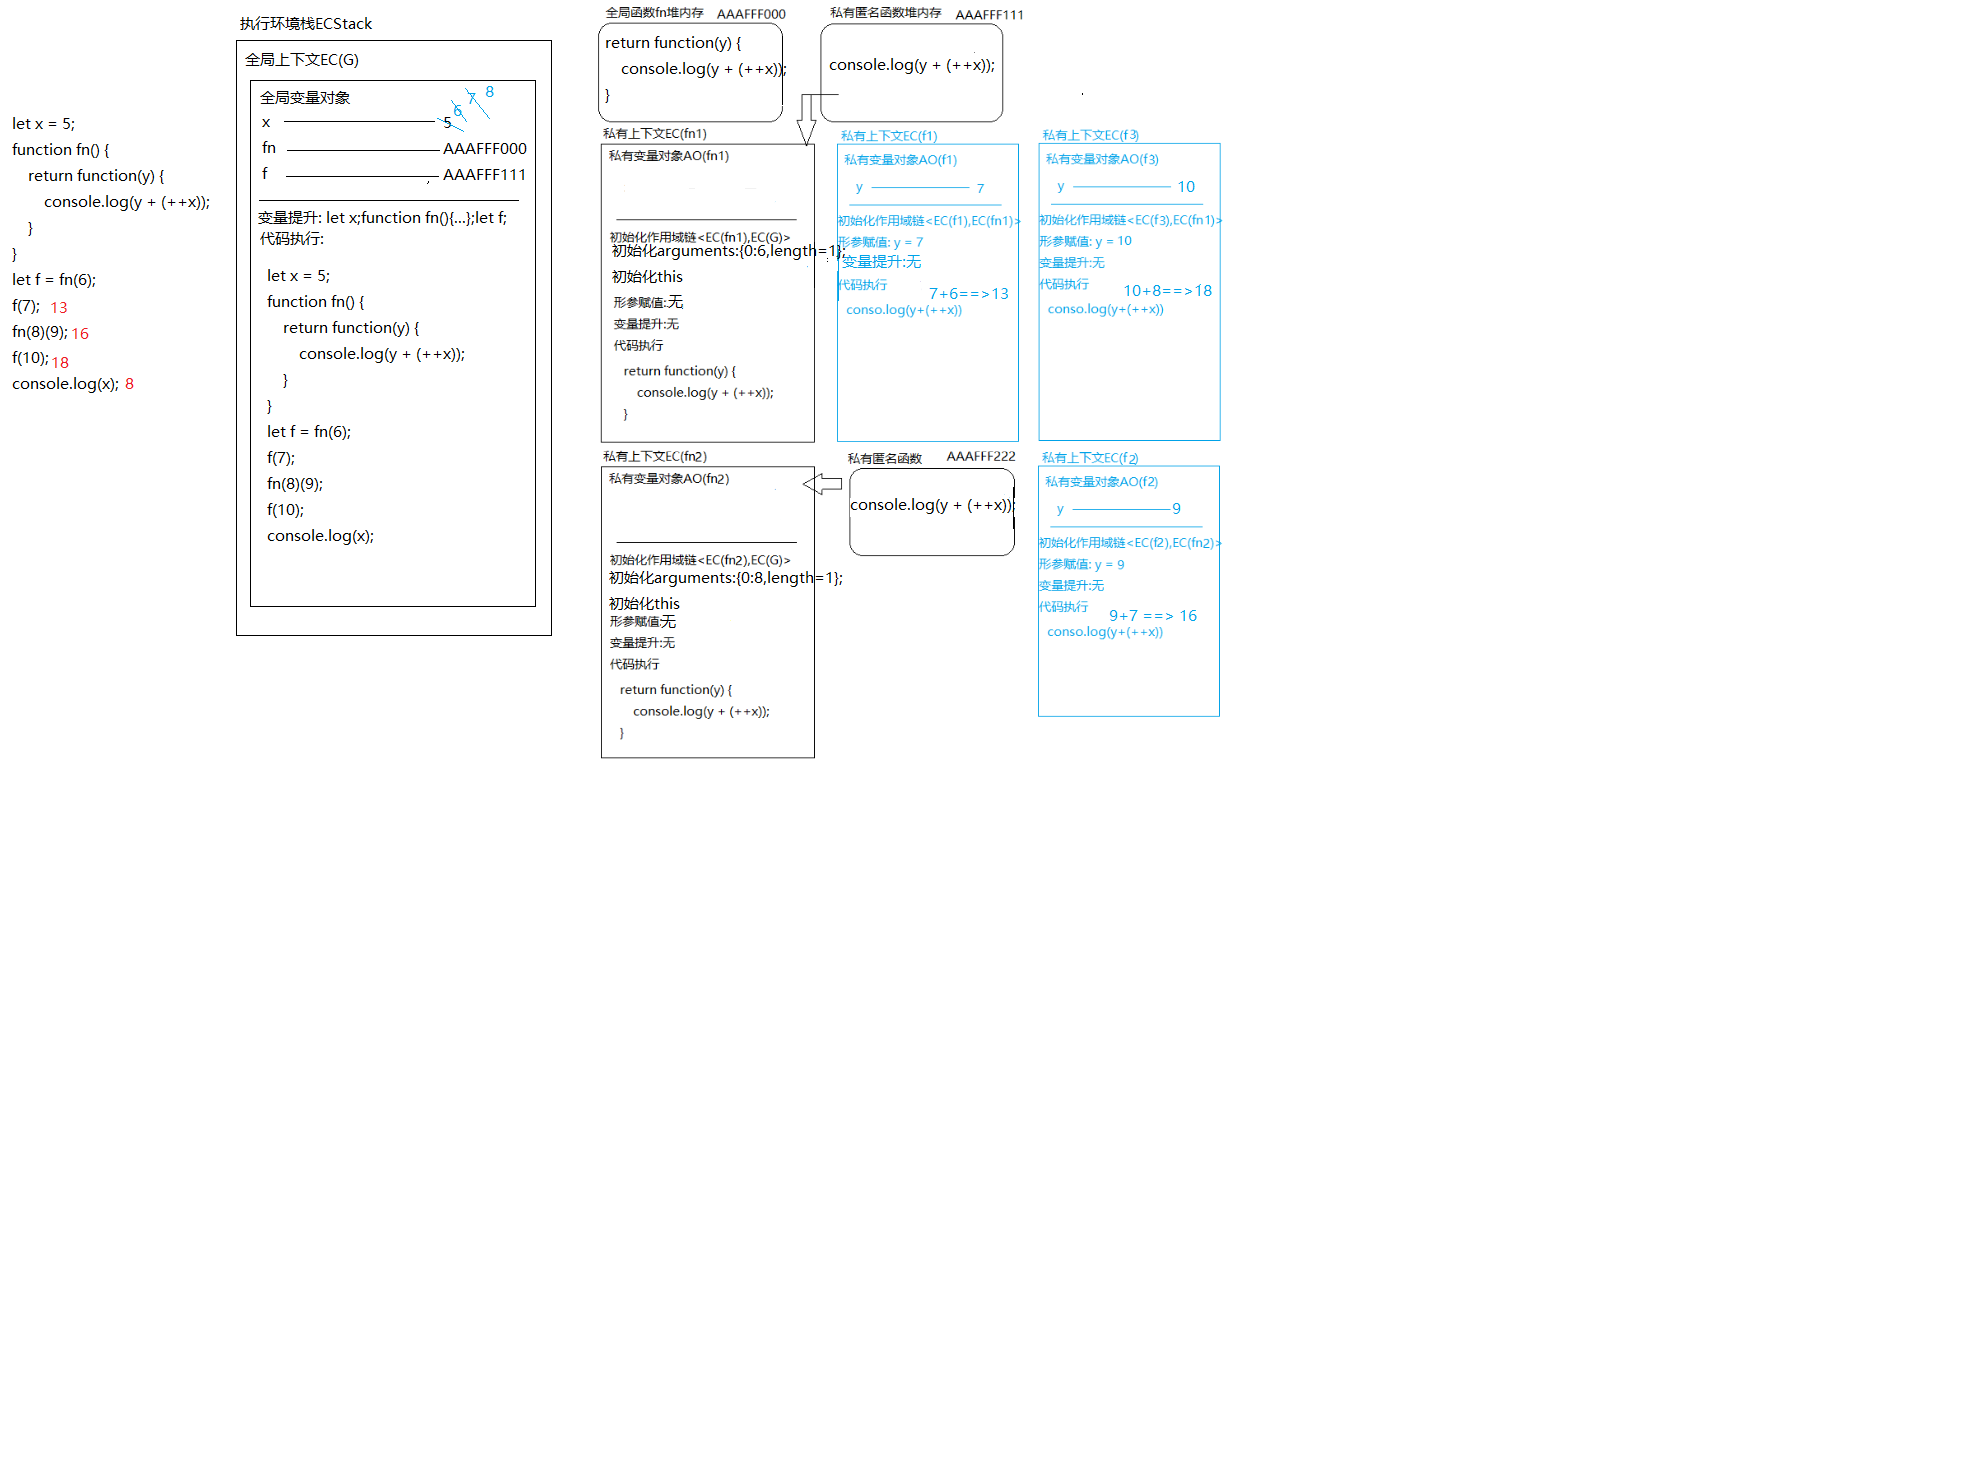 let x = 5;
function fn() {
return function(y) {
console.log(y + (++x));
}
}
let f = fn(6);
f(7); 13
fn(8)(9); 16
f(10); 18
console.log(x); 8
执行环境栈ECStack
全局上下文EC(G)
全局变量对象
x 5 6 7 8
fn AAAFFF000
f AAAFFF111
变量提升: let x;function fn(){...};let f;
代码执行:
let x = 5;
function fn() {
return function(y) {
console.log(y + (++x));
}
}
let f = fn(6);
f(7);
fn(8)(9);
f(10);
console.log(x);
全局函数fn堆内存 AAAFFF000
return function(y) {
console.log(y + (++x));
}
私有匿名函数堆内存 AAAFFF111
console.log(y + (++x));
私有上下文EC(fn1)
私有变量对象AO(fn1)
初始化作用域链<EC(fn1),EC(G)>
初始化arguments:{0:6,length=1};
初始化this
形参赋值:无
变量提升:无
代码执行
return function(y) {
console.log(y + (++x));
}
私有上下文EC(f1)
私有变量对象AO(f1)
y 7
初始化作用域链<EC(f1),EC(fn1)>
形参赋值: y = 7
变量提升:无
代码执行
7+6==>13
conso.log(y+(++x))
私有上下文EC(f3)
私有变量对象AO(f3)
y 10
初始化作用域链<EC(f3),EC(fn1)>
形参赋值: y = 10
变量提升:无
代码执行
10+8==>18
conso.log(y+(++x))
私有上下文EC(fn2)
私有变量对象AO(fn2)
初始化作用域链<EC(fn2),EC(G)>
初始化arguments:{0:8,length=1};
初始化this
形参赋值:无
变量提升:无
代码执行
return function(y) {
console.log(y + (++x));
}
私有匿名函数 AAAFFF222
console.log(y + (++x));
私有上下文EC(f2)
私有变量对象AO(f2)
y 9
初始化作用域链<EC(f2),EC(fn2)>
形参赋值: y = 9
变量提升:无
代码执行
9+7 ==> 16
conso.log(y+(++x))